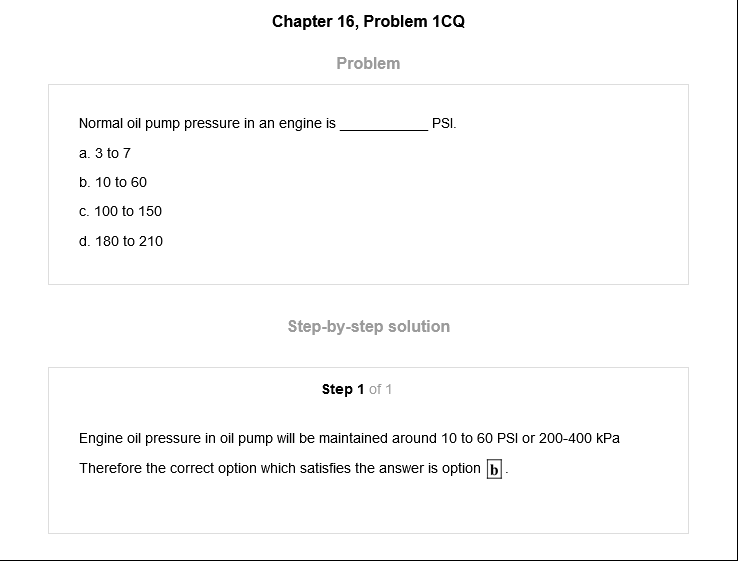 Chapter 16, Problem 1CQ
Problem
Normal oil pump pressure in an engine is ___________ PSI.
a. 3 to 7
b. 10 to 60
c. 100 to 150
d. 180 to 210
Step-by-step solution
Step 1 of 1
Engine oil pressure in oil pump will be maintained around 10 to 60 PSI or 200-400 kPa
Therefore the correct option which satisfies the answer is option b .